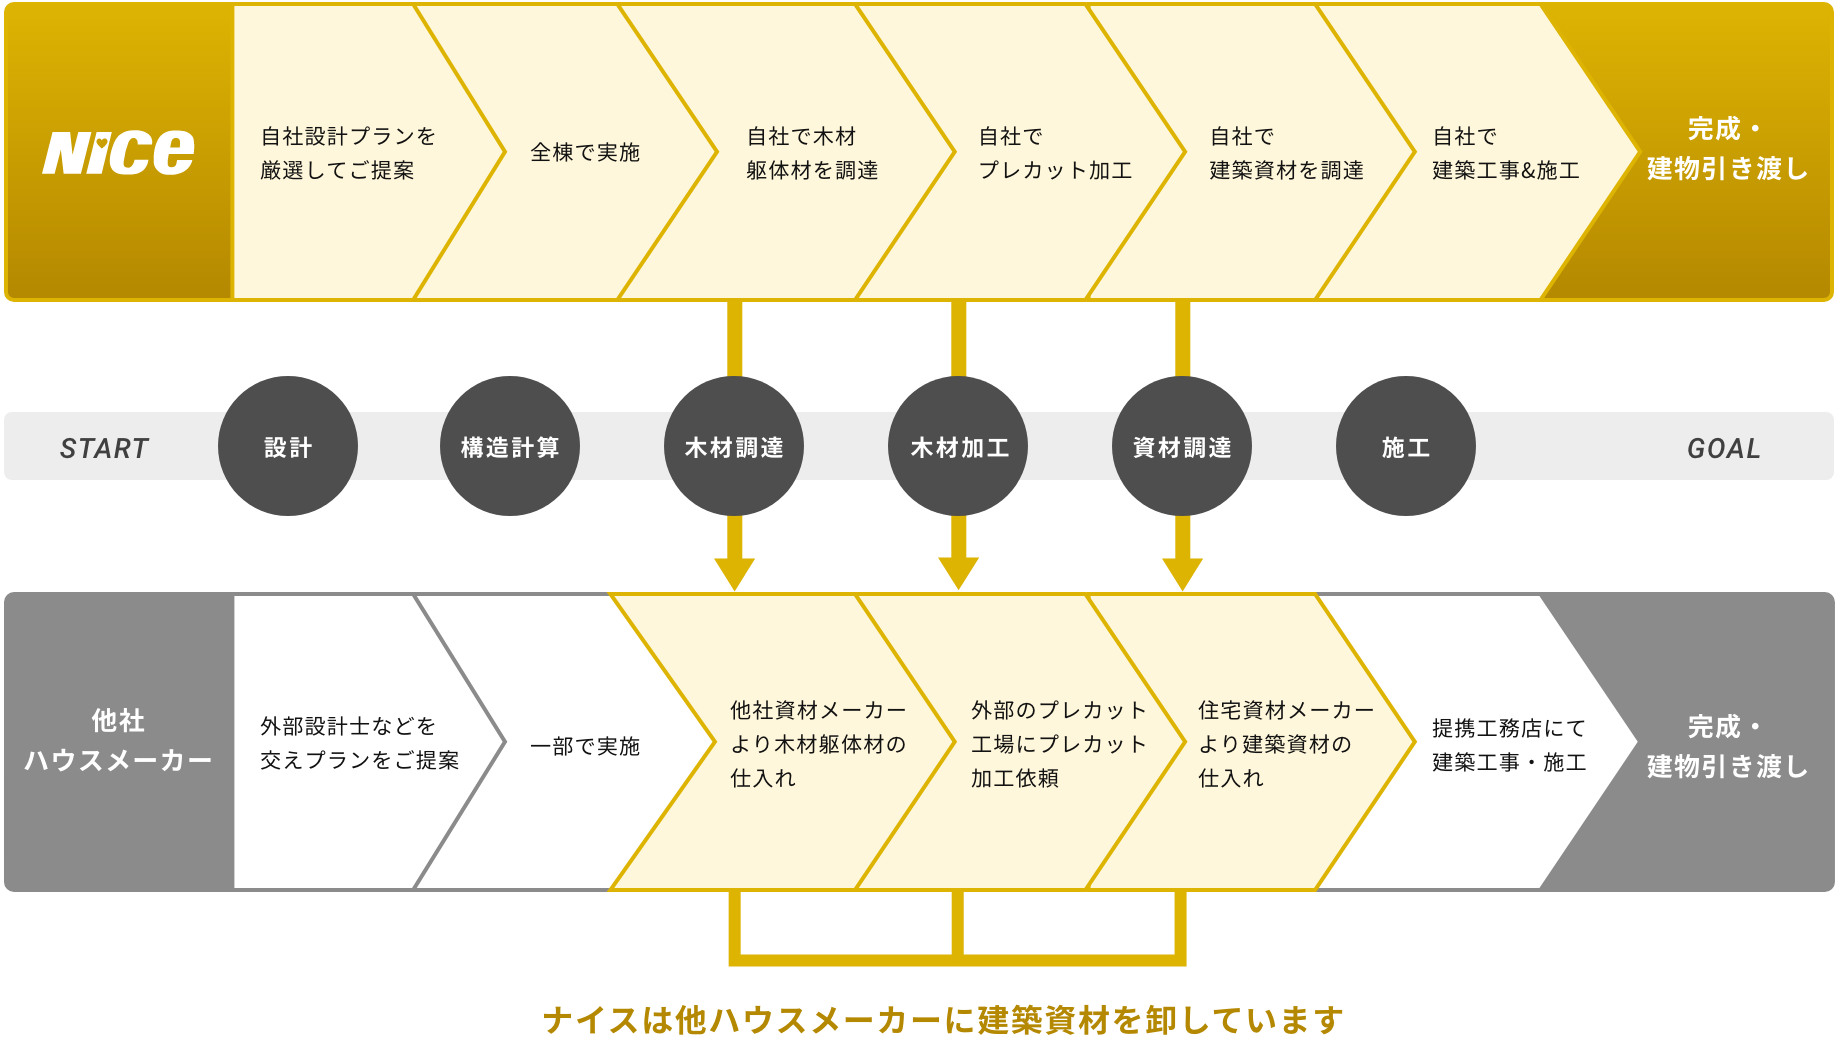 NiCe
自社設計プランを
厳選してご提案
全棟で実施
自社で木材
躯体材を調達
自社で
プレカット加工
自社で
建築資材を調達
自社で
建築工事&施工
完成・
建物引き渡し
START
設計
構造計算
木材調達
木材加工
資材調達
施工
GOAL
他社
ハウスメーカー
外部設計士などを
交えプランをご提案
一部で実施
他社資材メーカー
より木材躯体材の
仕入れ
外部のプレカット
工場にプレカット
加工依頼
住宅資材メーカー
より建築資材の
仕入れ
提携工務店にて
建築工事・施工
完成・
建物引き渡し
ナイスは他ハウスメーカーに建築資材を卸しています